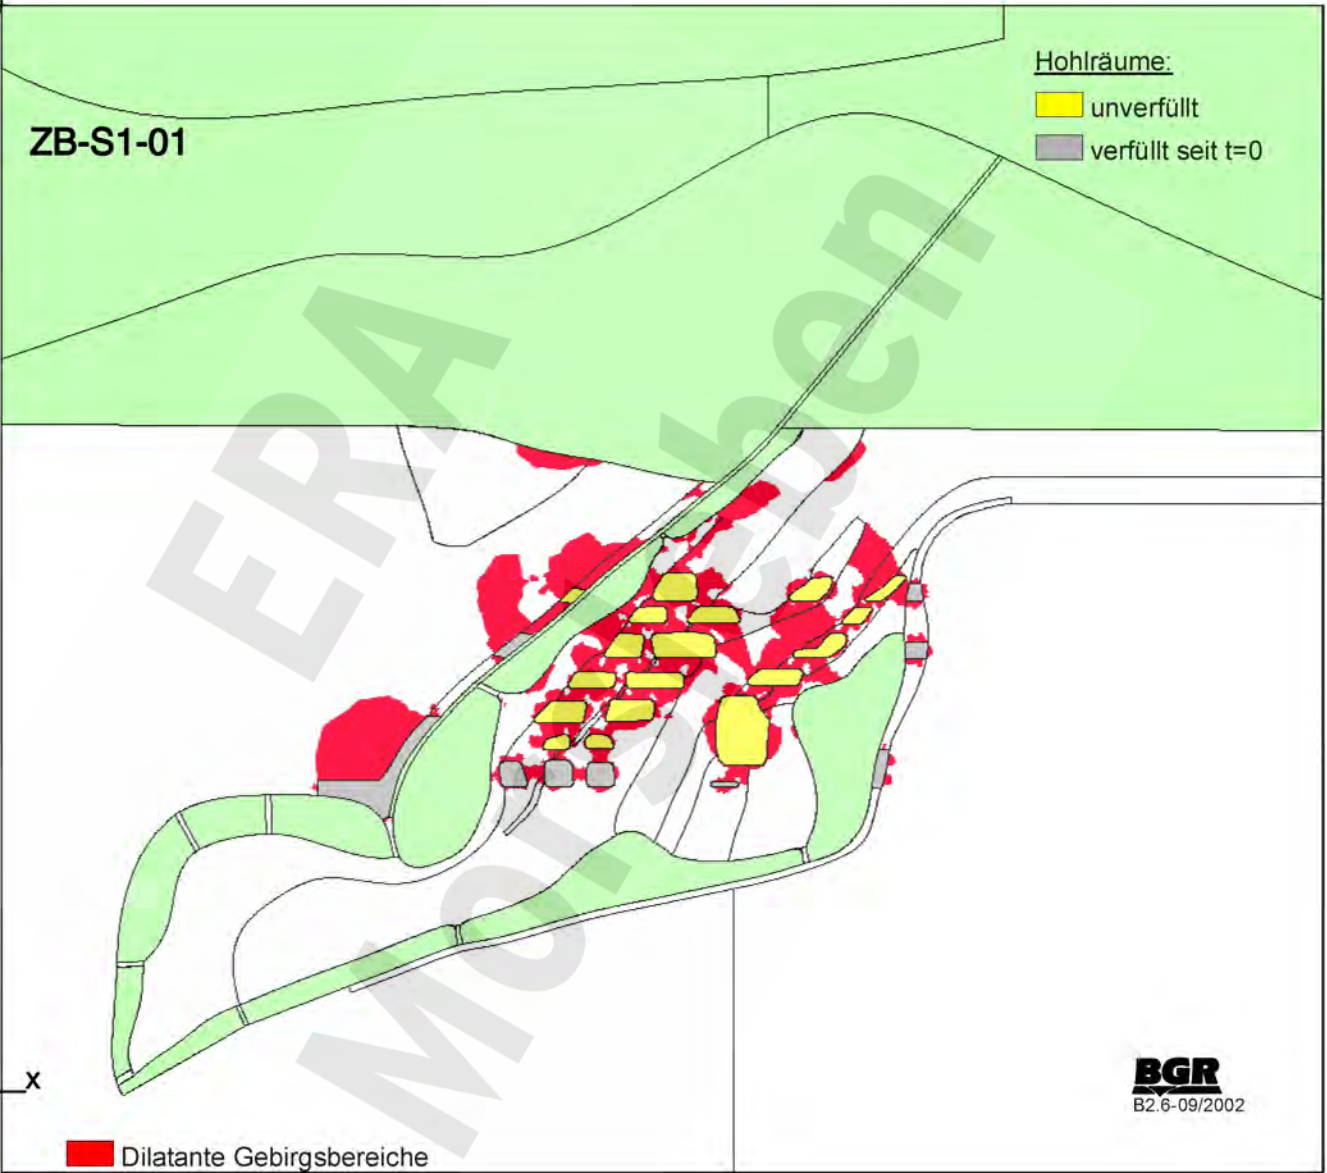 Hohlräume:
unverfüllt
verfüllt seit t=0
ZB-S1-01
ERA
Morsleben
X
BGR
B2.6-09/2002
Dilatante Gebirgsbereiche